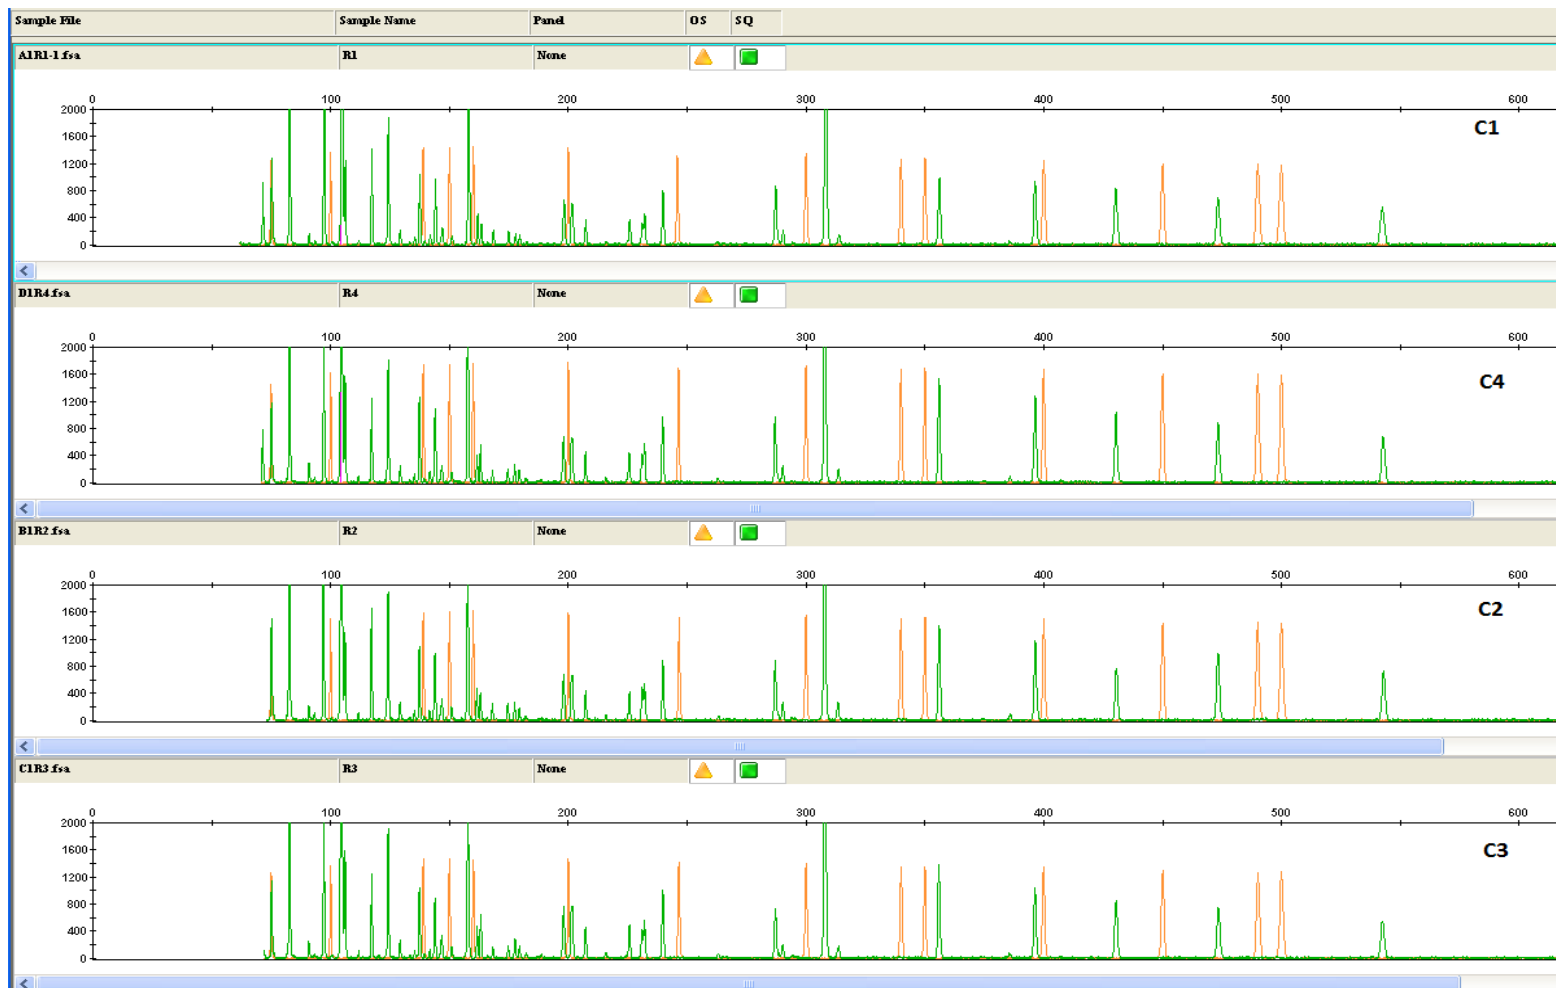 Sample File Sample Name Panel OS SQ
A1R1-1.fsa R1 None
0 100 200 300 400 500 600
2000
1600
1200
800
400
0
C1
D1R4.fsa R4 None
0 100 200 300 400 500 600
2000
1600
1200
800
400
0
C4
B1R2.fsa R2 None
0 100 200 300 400 500 600
2000
1600
1200
800
400
0
C2
C1R3.fsa R3 None
0 100 200 300 400 500 600
2000
1600
1200
800
400
0
C3